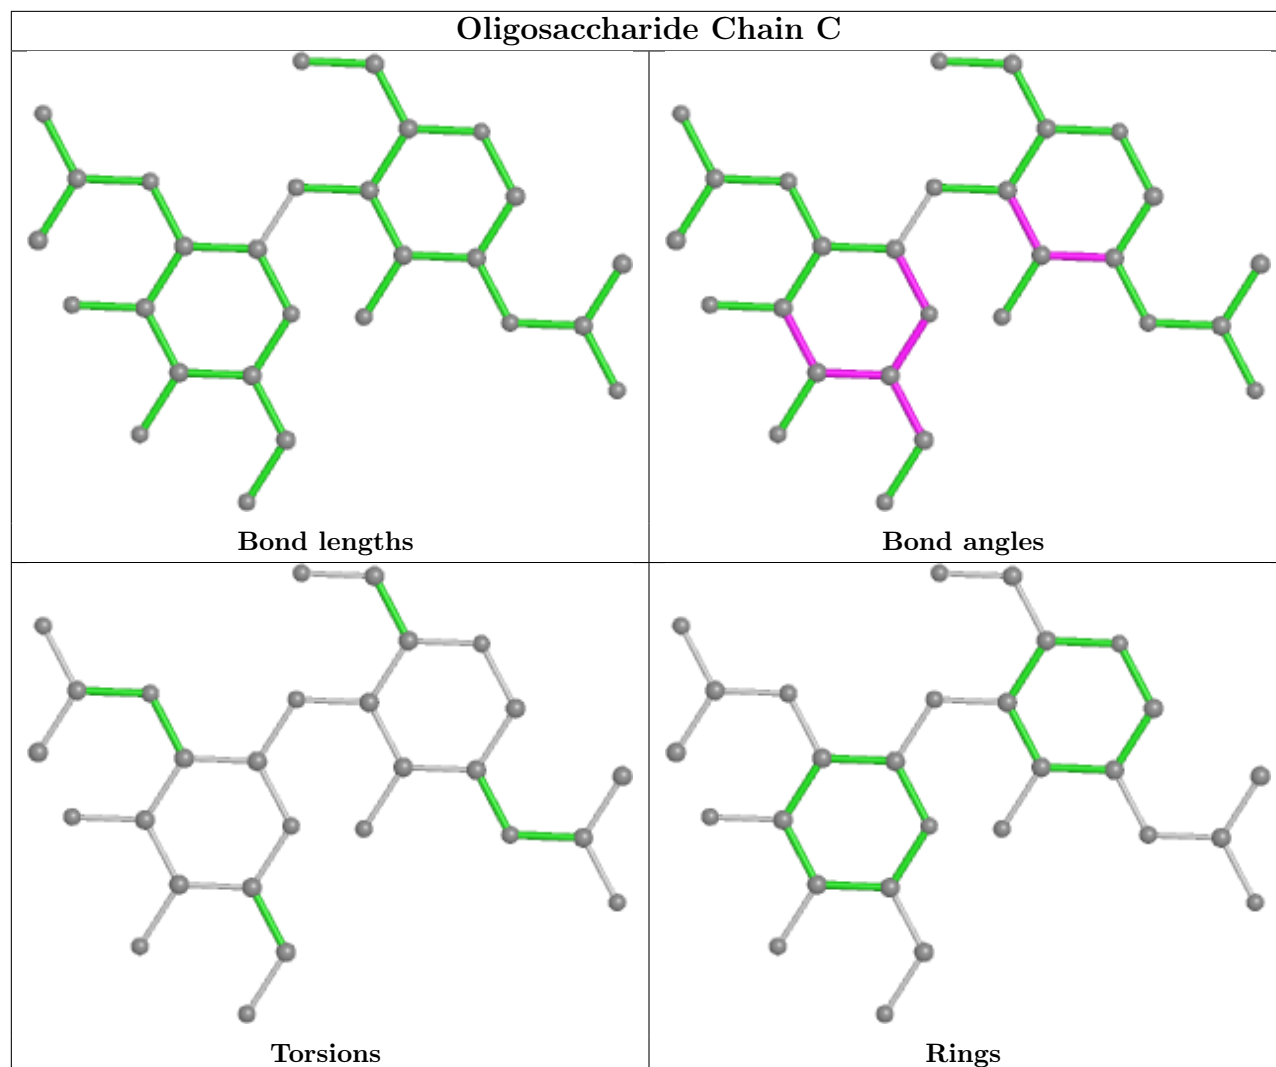 Oligosaccharide Chain C
Bond lengths
Bond angles
Torsions
Rings